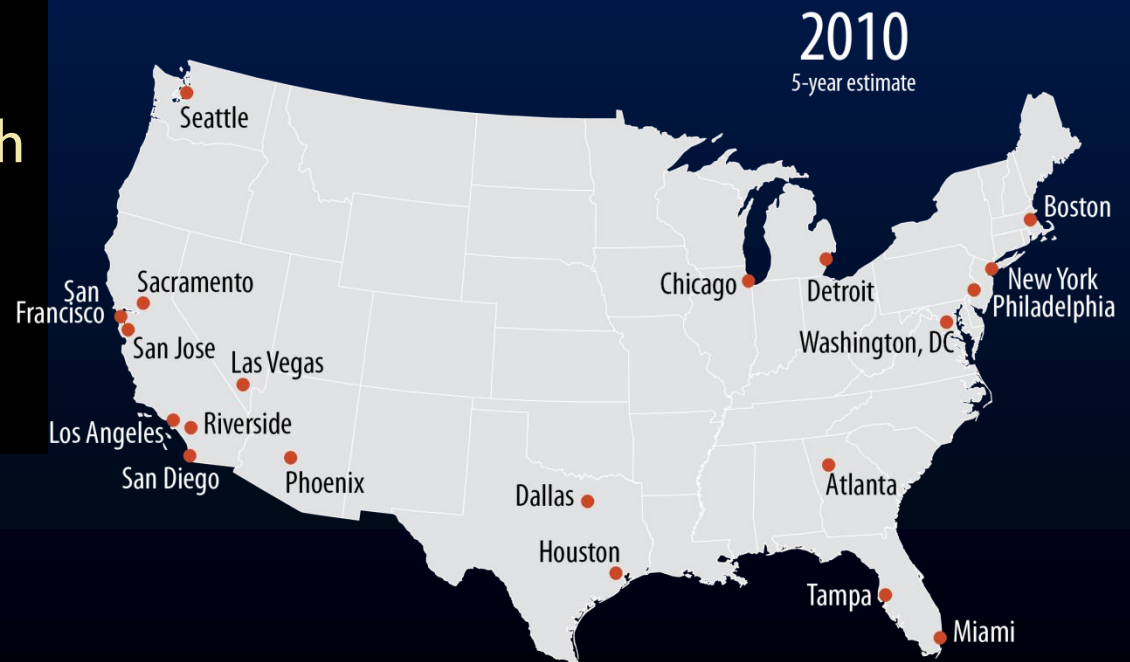 2010
5-year estimate
Seattle
Boston
Sacramento
San
Francisco
San Jose
Las Vegas
Chicago
Detroit
New York
Philadelphia
Washington, DC
Los Angeles
Riverside
San Diego
Phoenix
Dallas
Atlanta
Houston
Tampa
Miami